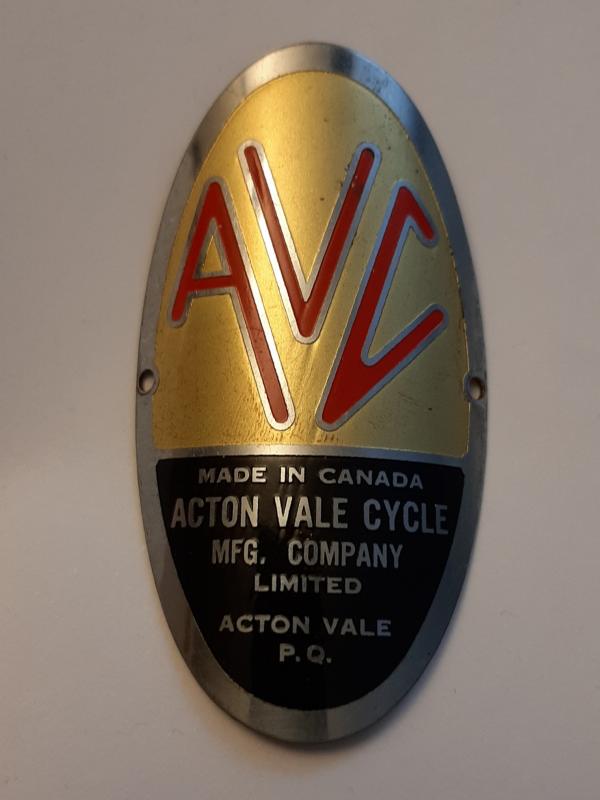 AVC
MADE IN CANADA
ACTON VALE CYCLE
MFG. COMPANY
LIMITED
ACTON VALE
P.Q.